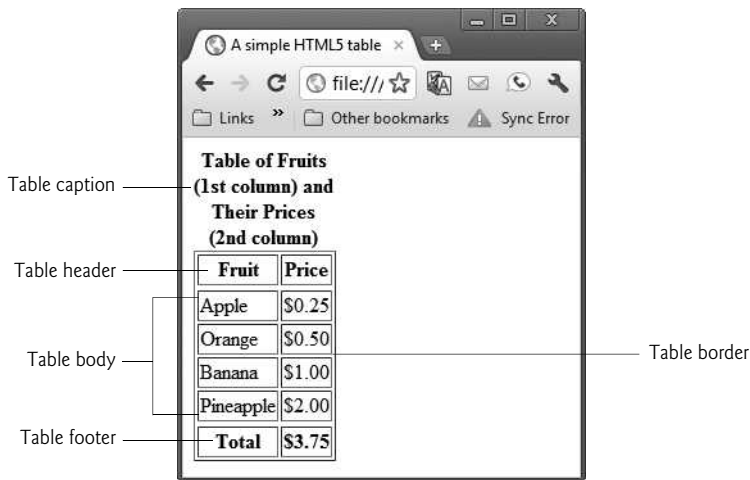 A simple HTML5 table
file:///
Links » Other bookmarks Sync Error
Table of Fruits
(1st column) and
Their Prices
(2nd column)
Table caption
Table header
Fruit Price
Apple $0.25
Orange $0.50
Banana $1.00
Pineapple $2.00
Table body
Table border
Table footer
Total $3.75